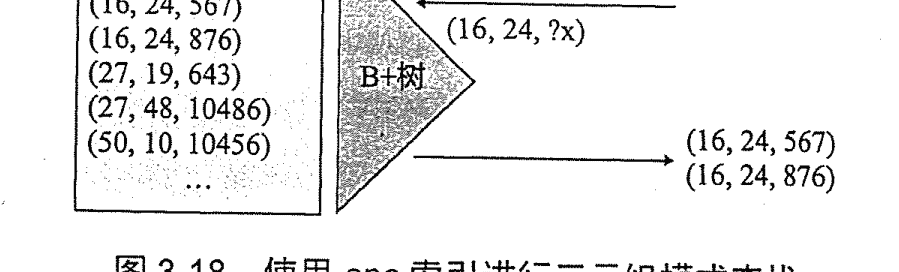 (16, 24, 567)
(16, 24, 876)
(27, 19, 643)
(27, 48, 10486)
(50, 10, 10456)
...
B+树
(16, 24, ?x)
(16, 24, 567)
(16, 24, 876)
图 3-18 使用 spo 索引进行三元组模式查找